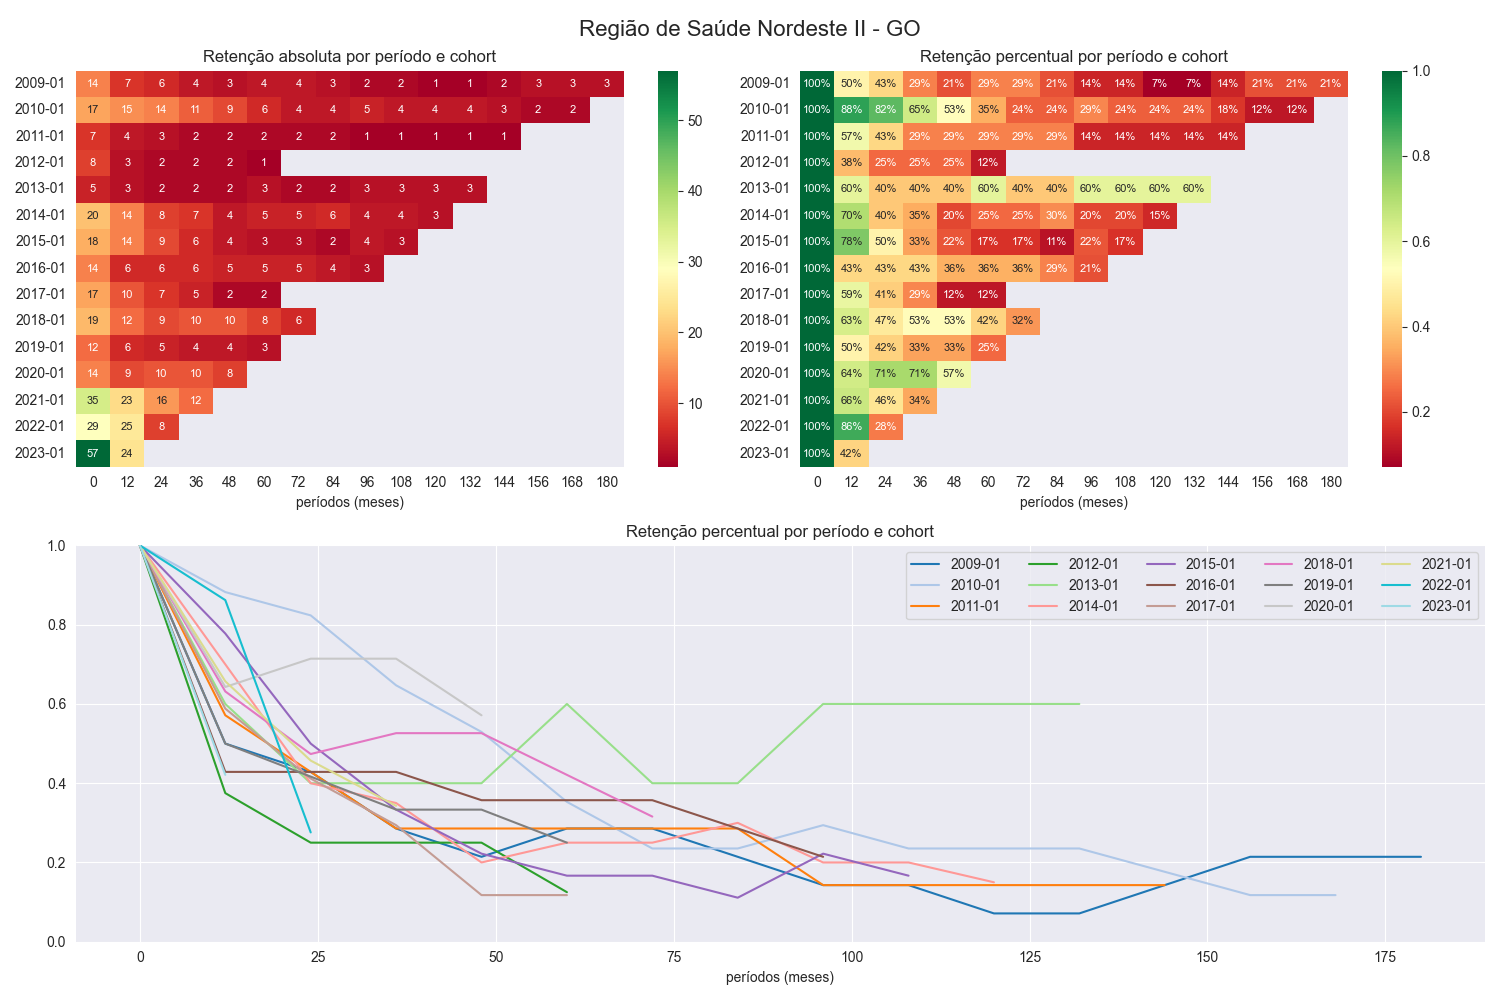 Região de Saúde Nordeste II - GO
Retenção absoluta por período e cohort
2009-01 14 7 6 4 3 4 4 3 2 2 1 1 2 3 3 3
2010-01 17 15 14 11 9 6 4 4 5 4 4 4 3 2 2
2011-01 7 4 3 2 2 2 2 2 1 1 1 1 1
2012-01 8 3 2 2 2 1
2013-01 5 3 2 2 2 3 2 2 3 3 3 3
2014-01 20 14 8 7 4 5 5 6 4 4 3
2015-01 18 14 9 6 4 3 3 2 4 3
2016-01 14 6 6 6 5 5 5 4 3
2017-01 17 10 7 5 2 2
2018-01 19 12 9 10 10 8 6
2019-01 12 6 5 4 4 3
2020-01 14 9 10 10 8
2021-01 35 23 16 12
2022-01 29 25 8
2023-01 57 24
0 12 24 36 48 60 72 84 96 108 120 132 144 156 168 180
períodos (meses)
50
40
30
20
10
Retenção percentual por período e cohort
2009-01 100% 50% 43% 29% 21% 29% 29% 21% 14% 14% 7% 7% 14% 21% 21% 21%
2010-01 100% 88% 82% 65% 53% 35% 24% 24% 29% 24% 24% 24% 18% 12% 12%
2011-01 100% 57% 43% 29% 29% 29% 29% 29% 14% 14% 14% 14% 14%
2012-01 100% 38% 25% 25% 25% 12%
2013-01 100% 60% 40% 40% 40% 60% 40% 40% 60% 60% 60% 60%
2014-01 100% 70% 40% 35% 20% 25% 25% 30% 20% 20% 15%
2015-01 100% 78% 50% 33% 22% 17% 17% 11% 22% 17%
2016-01 100% 43% 43% 43% 36% 36% 36% 29% 21%
2017-01 100% 59% 41% 29% 12% 12%
2018-01 100% 63% 47% 53% 53% 42% 32%
2019-01 100% 50% 42% 33% 33% 25%
2020-01 100% 64% 71% 71% 57%
2021-01 100% 66% 46% 34%
2022-01 100% 86% 28%
2023-01 100% 42%
0 12 24 36 48 60 72 84 96 108 120 132 144 156 168 180
períodos (meses)
1.0
0.8
0.6
0.4
0.2
Retenção percentual por período e cohort
1.0
0.8
0.6
0.4
0.2
0.0
2009-01 2012-01 2015-01 2018-01 2021-01
2010-01 2013-01 2016-01 2019-01 2022-01
2011-01 2014-01 2017-01 2020-01 2023-01
0 25 50 75 100 125 150 175
períodos (meses)